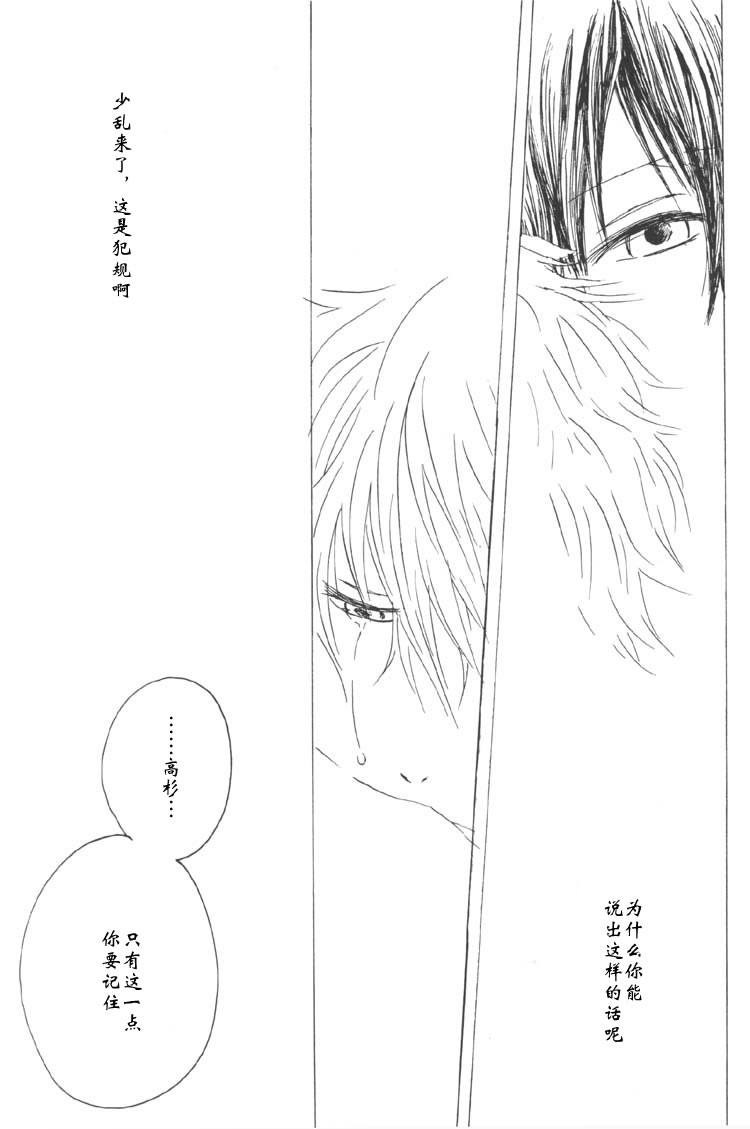 为什么你能
说出这样的话呢
少乱来了，这是犯规啊
……高杉…
只有这一点
你要记住